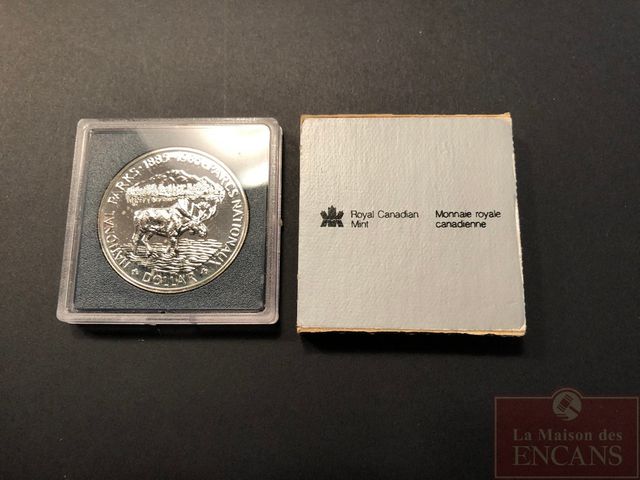 NATIONAL PARKS · 1885-1985 · PARCS NATIONAUX
DOLLAR
Royal Canadian
Mint
Monnaie royale
canadienne
La Maison des
ENCANS